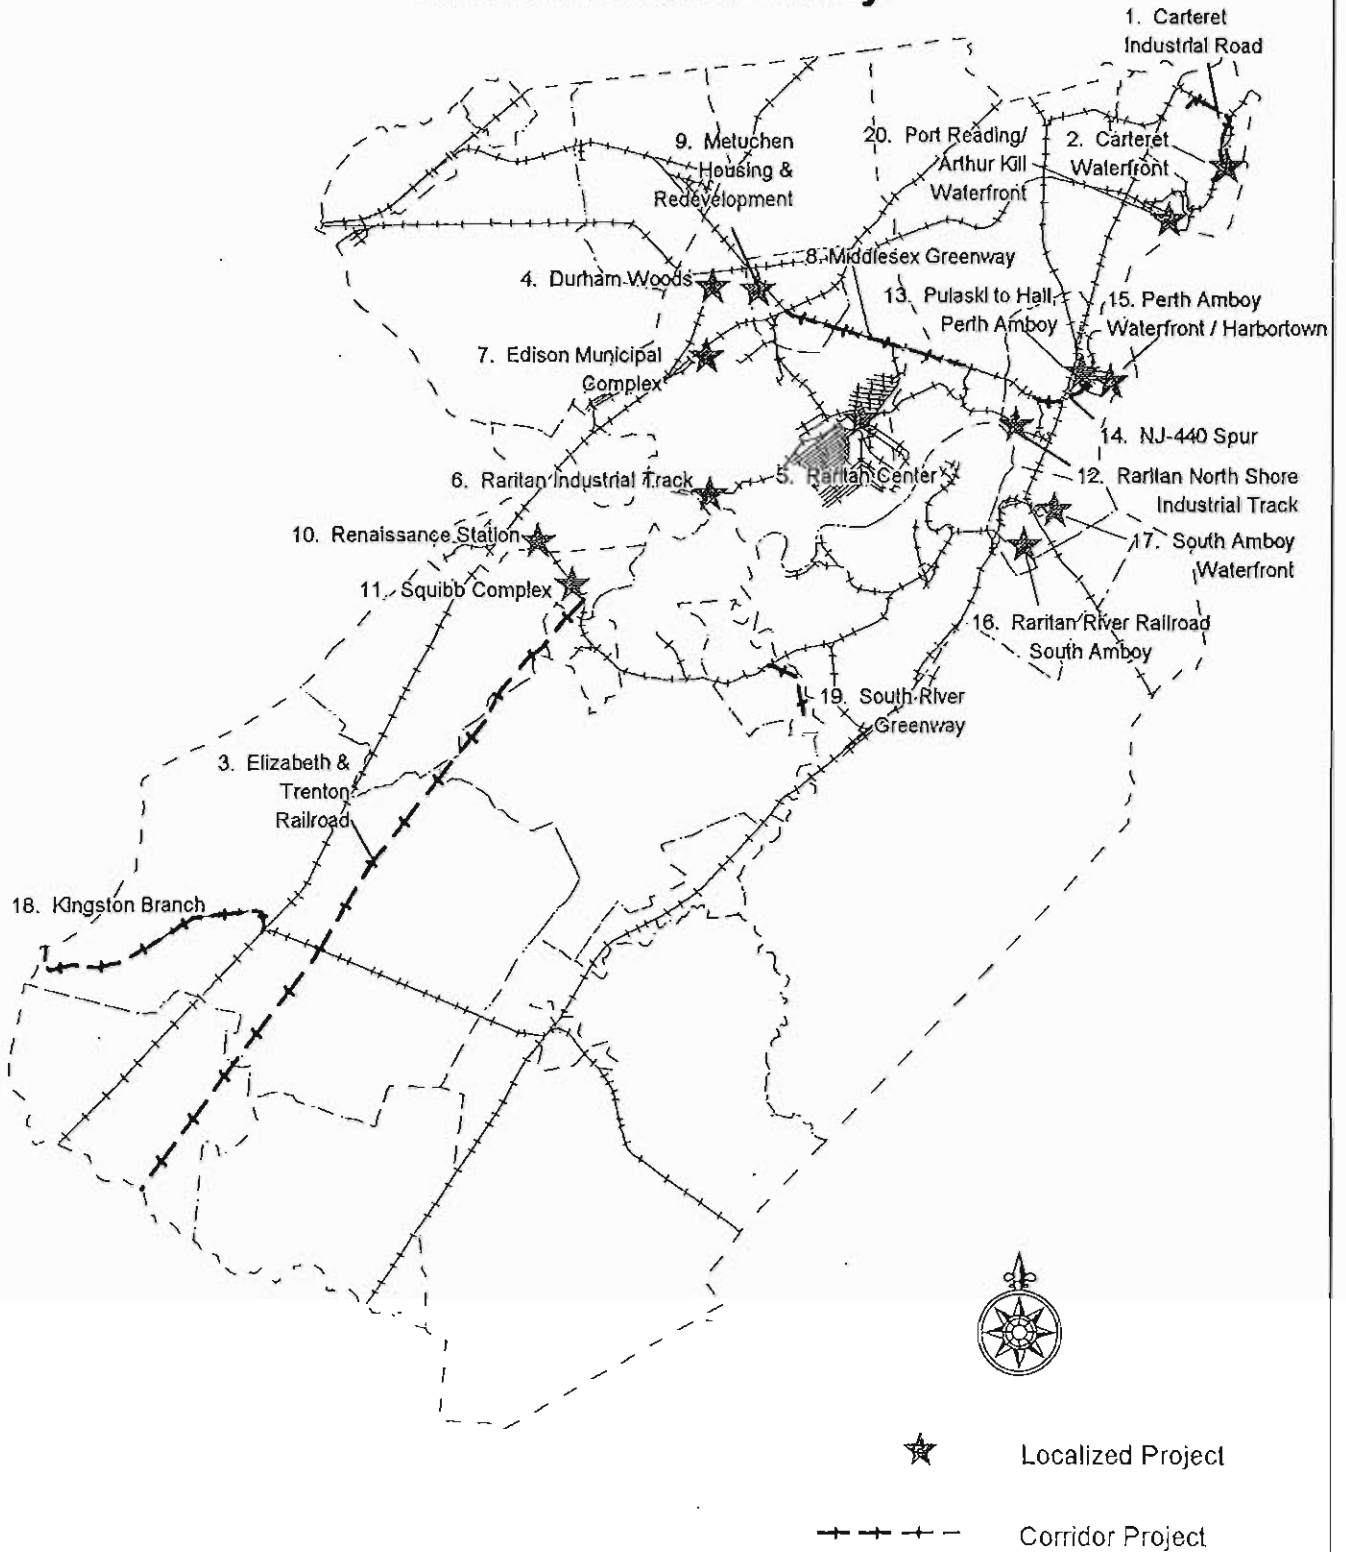 1. Carteret
Industrial Road
9. Metuchen
Housing &
Redevelopment
20. Port Reading/
Arthur Kill
Waterfront
2. Carteret
Waterfront
8. Middlesex Greenway
4. Durham Woods
13. Pulaski to Hall,
Perth Amboy
15. Perth Amboy
Waterfront / Harbortown
7. Edison Municipal
Complex
14. NJ-440 Spur
6. Raritan Industrial Track
5. Raritan Center
12. Raritan North Shore
Industrial Track
10. Renaissance Station
17. South Amboy
Waterfront
11. Squibb Complex
16. Raritan River Railroad
South Amboy
19. South River
Greenway
3. Elizabeth &
Trenton
Railroad
18. Kingston Branch
Localized Project
Corridor Project